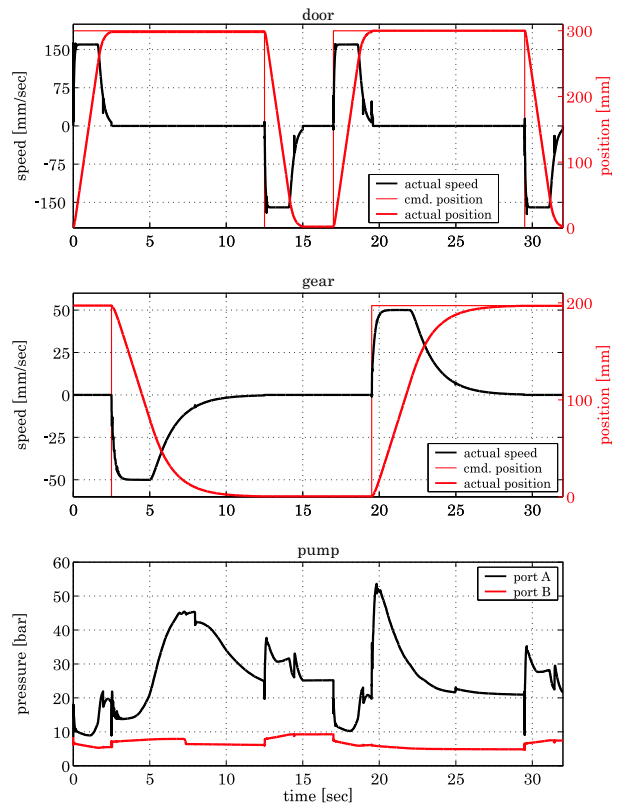 door
speed [mm/sec]
150
75
0
-75
-150
position [mm]
300
200
100
0
actual speed
cmd. position
actual position
0 5 10 15 20 25 30
gear
speed [mm/sec]
50
25
0
-25
-50
position [mm]
200
100
0
actual speed
cmd. position
actual position
0 5 10 15 20 25 30
pump
pressure [bar]
60
50
40
30
20
10
0
port A
port B
0 5 10 15 20 25 30
time [sec]